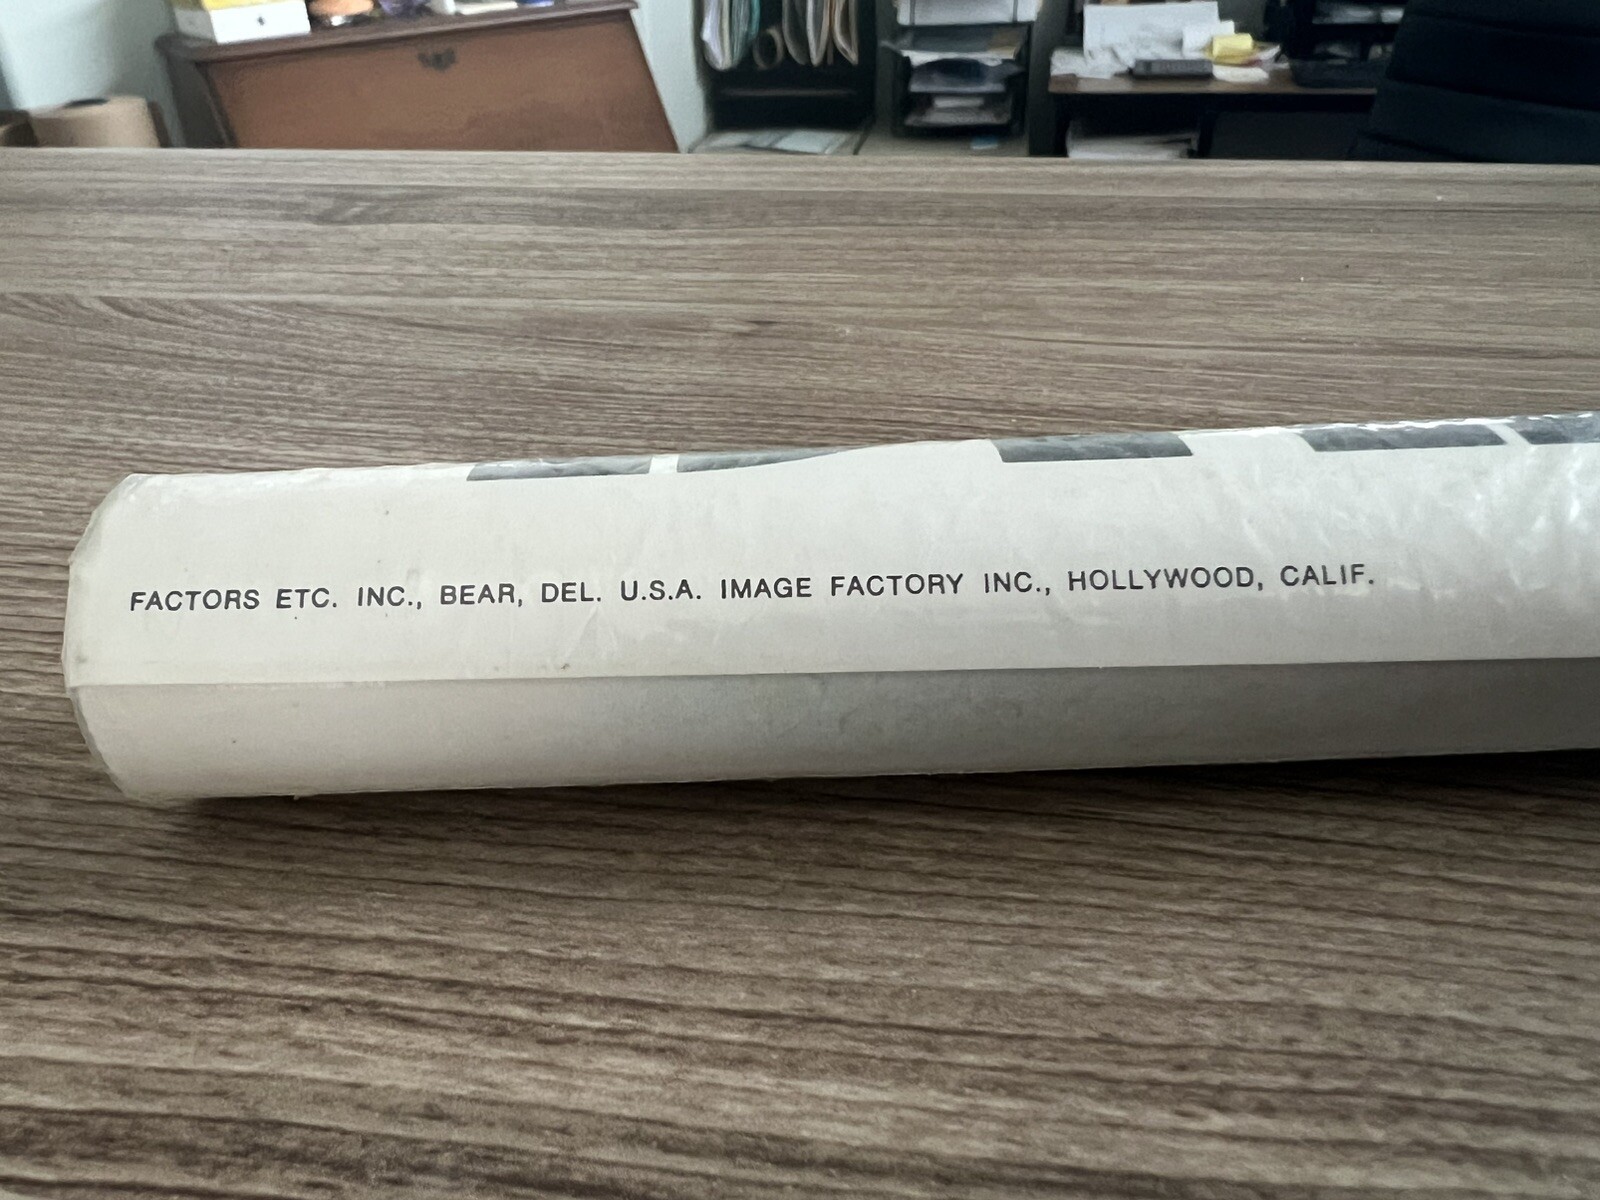 FACTORS ETC. INC., BEAR, DEL. U.S.A. IMAGE FACTORY INC., HOLLYWOOD, CALIF.